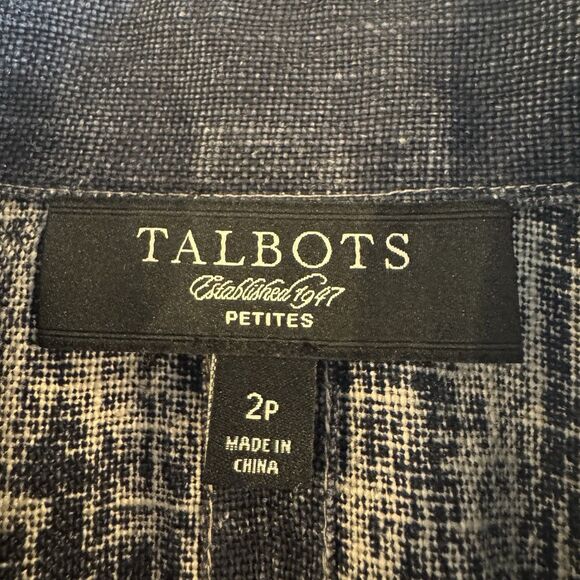 TALBOTS
Established 1947
PETITES
2P
MADE IN
CHINA